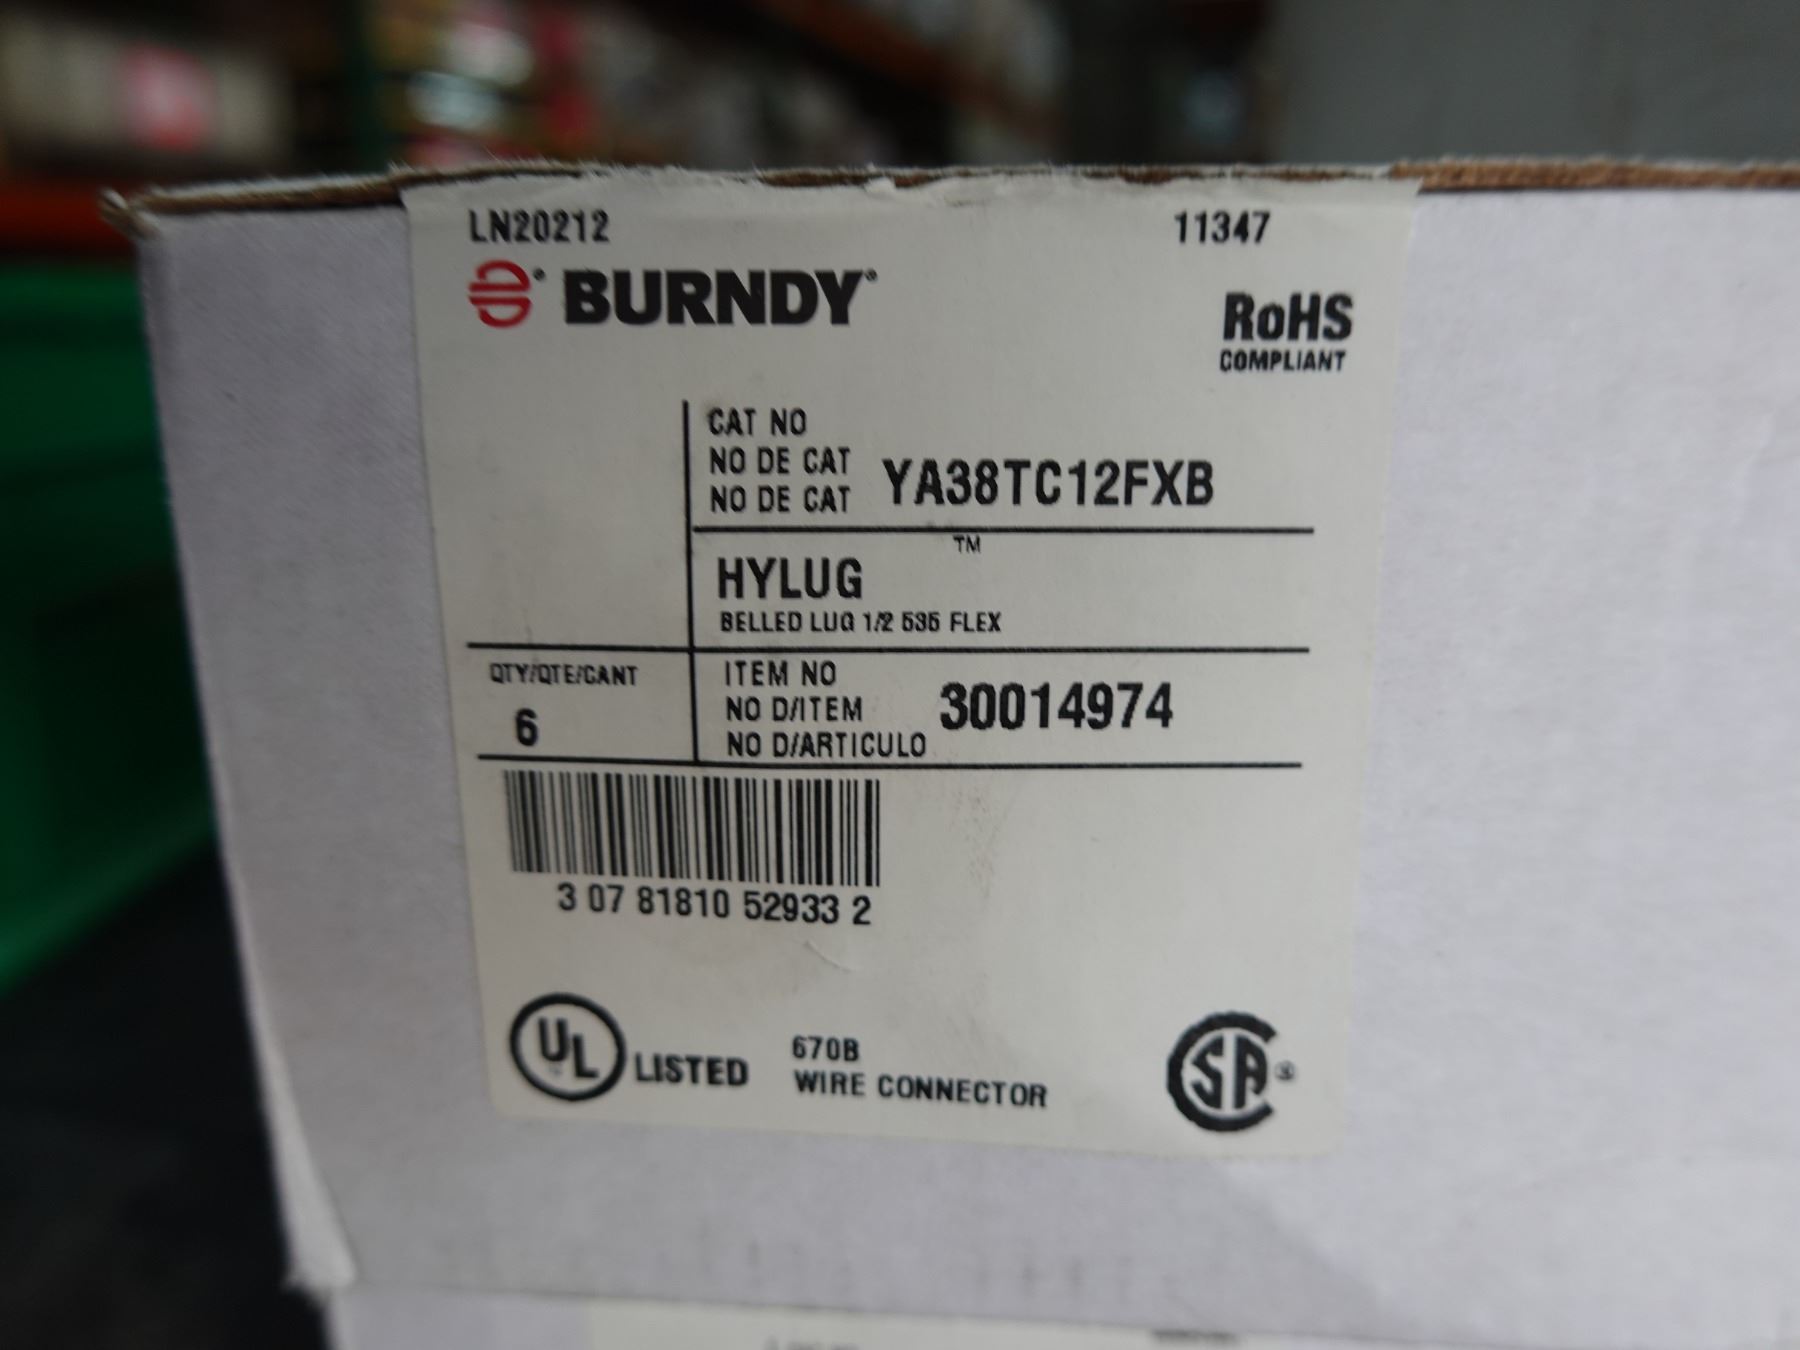 LN20212 11347
BURNDY®
RoHS
COMPLIANT
CAT NO
NO DE CAT
NO DE CAT YA38TC12FXB
HYLUG™
BELLED LUG 1/2 535 FLEX
QTY/QTE/CANT
6
ITEM NO
NO D/ITEM 30014974
NO D/ARTICULO
3 07 81810 52933 2
UL LISTED
670B
WIRE CONNECTOR
SA®